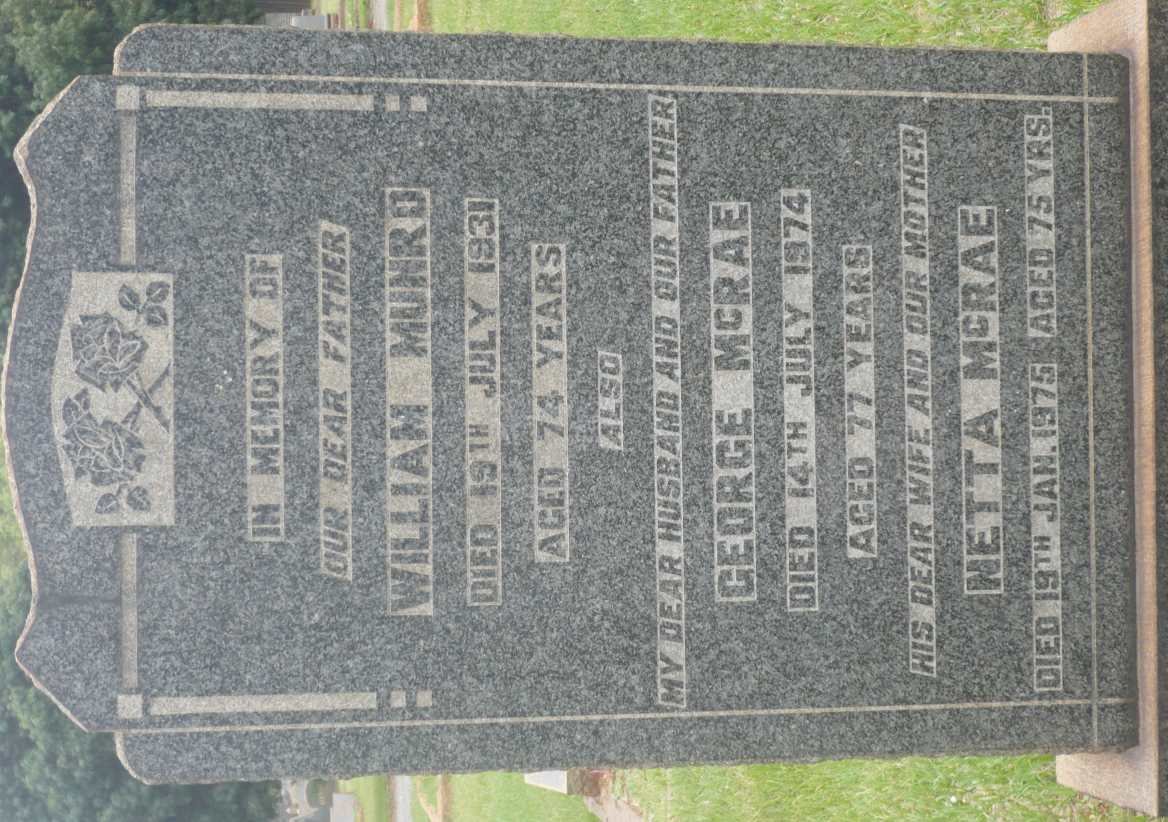 IN MEMORY OF
OUR DEAR FATHER
WILLIAM MUNRO
DIED 19TH JULY 1931
AGED 74 YEARS
ALSO
MY DEAR HUSBAND AND OUR FATHER
GEORGE MCRAE
DIED 14TH JULY 1974
AGED 77 YEARS
HIS DEAR WIFE AND OUR MOTHER
NETTA MCRAE
DIED 19TH JAN. 1975 AGED 75 YRS.